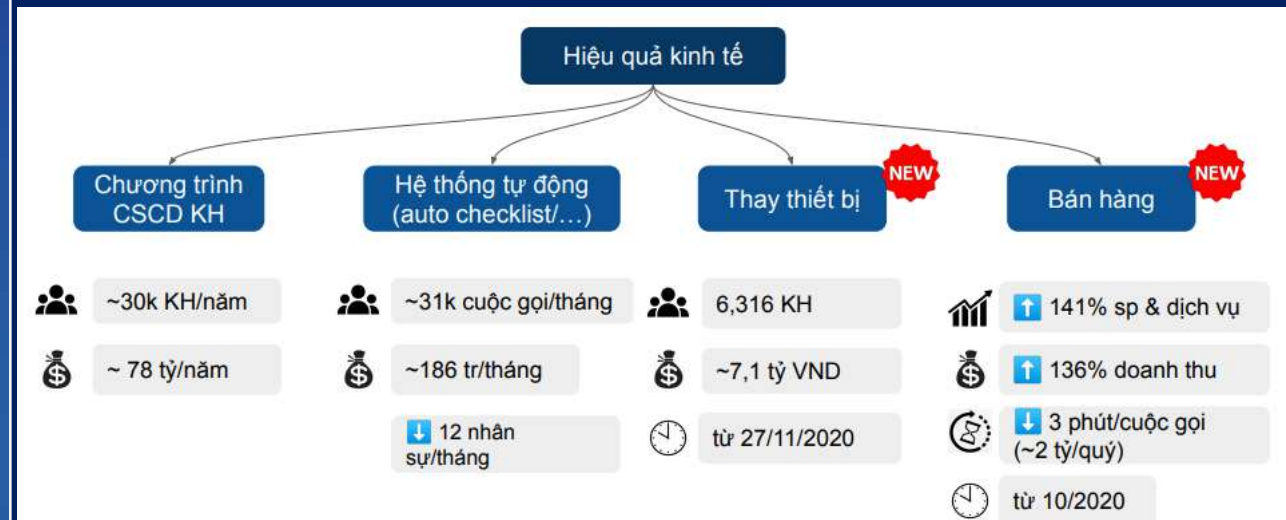 Hiệu quả kinh tế
Chương trình
CSCD KH
~30k KH/năm
~ 78 tỷ/năm
Hệ thống tự động
(auto checklist/…)
~31k cuộc gọi/tháng
~186 tr/tháng
⬇️ 12 nhân
sự/tháng
Thay thiết bị
NEW
6,316 KH
~7,1 tỷ VND
từ 27/11/2020
Bán hàng
NEW
⬆️ 141% sp & dịch vụ
⬆️ 136% doanh thu
⬇️ 3 phút/cuộc gọi
(~2 tỷ/quý)
từ 10/2020